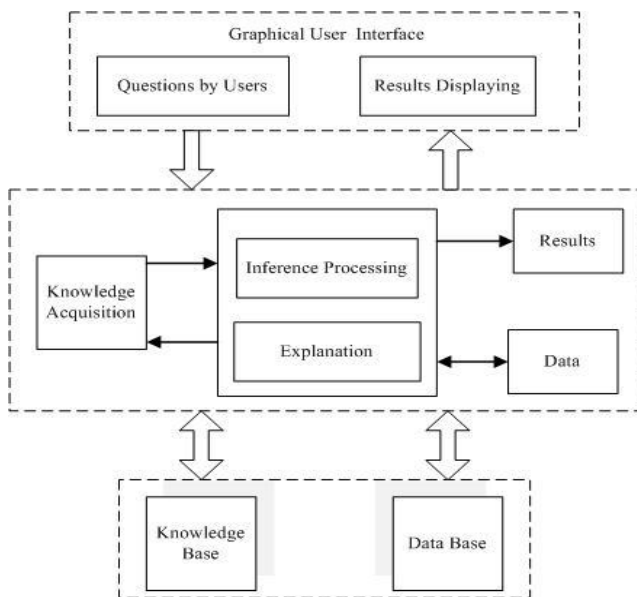 Graphical User Interface
Questions by Users
Results Displaying
Inference Processing
Results
Knowledge
Acquisition
Explanation
Data
Knowledge
Base
Data Base